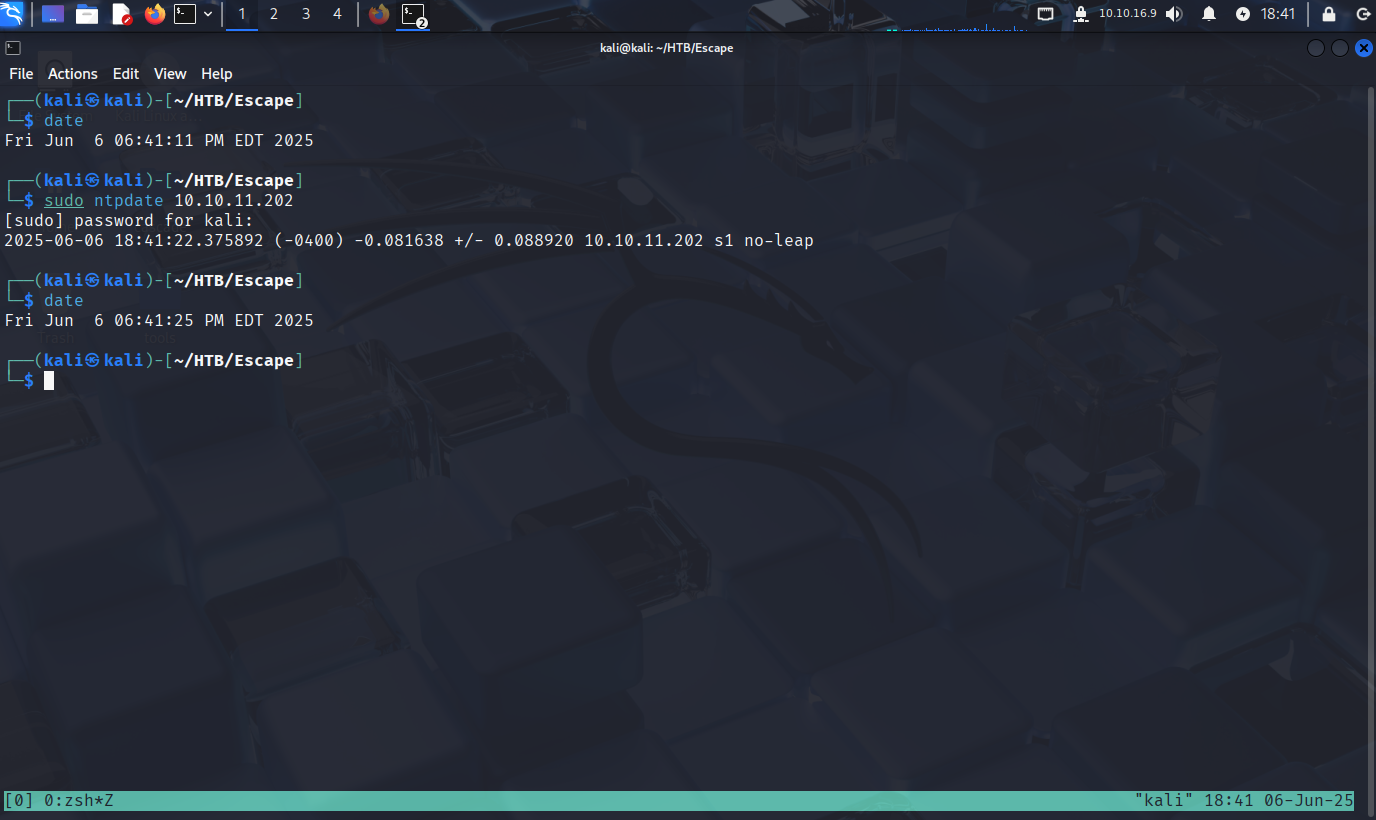 1 2 3 4 2 10.10.16.9 18:41
kali@kali: ~/HTB/Escape
File Actions Edit View Help
┌──(kali㉿kali)-[~/HTB/Escape]
└─$ date
Fri Jun  6 06:41:11 PM EDT 2025
┌──(kali㉿kali)-[~/HTB/Escape]
└─$ sudo ntpdate 10.10.11.202
[sudo] password for kali:
2025-06-06 18:41:22.375892 (-0400) -0.081638 +/- 0.088920 10.10.11.202 s1 no-leap
┌──(kali㉿kali)-[~/HTB/Escape]
└─$ date
Fri Jun  6 06:41:25 PM EDT 2025
Trash tools
┌──(kali㉿kali)-[~/HTB/Escape]
└─$
[0] 0:zsh*Z "kali" 18:41 06-Jun-25